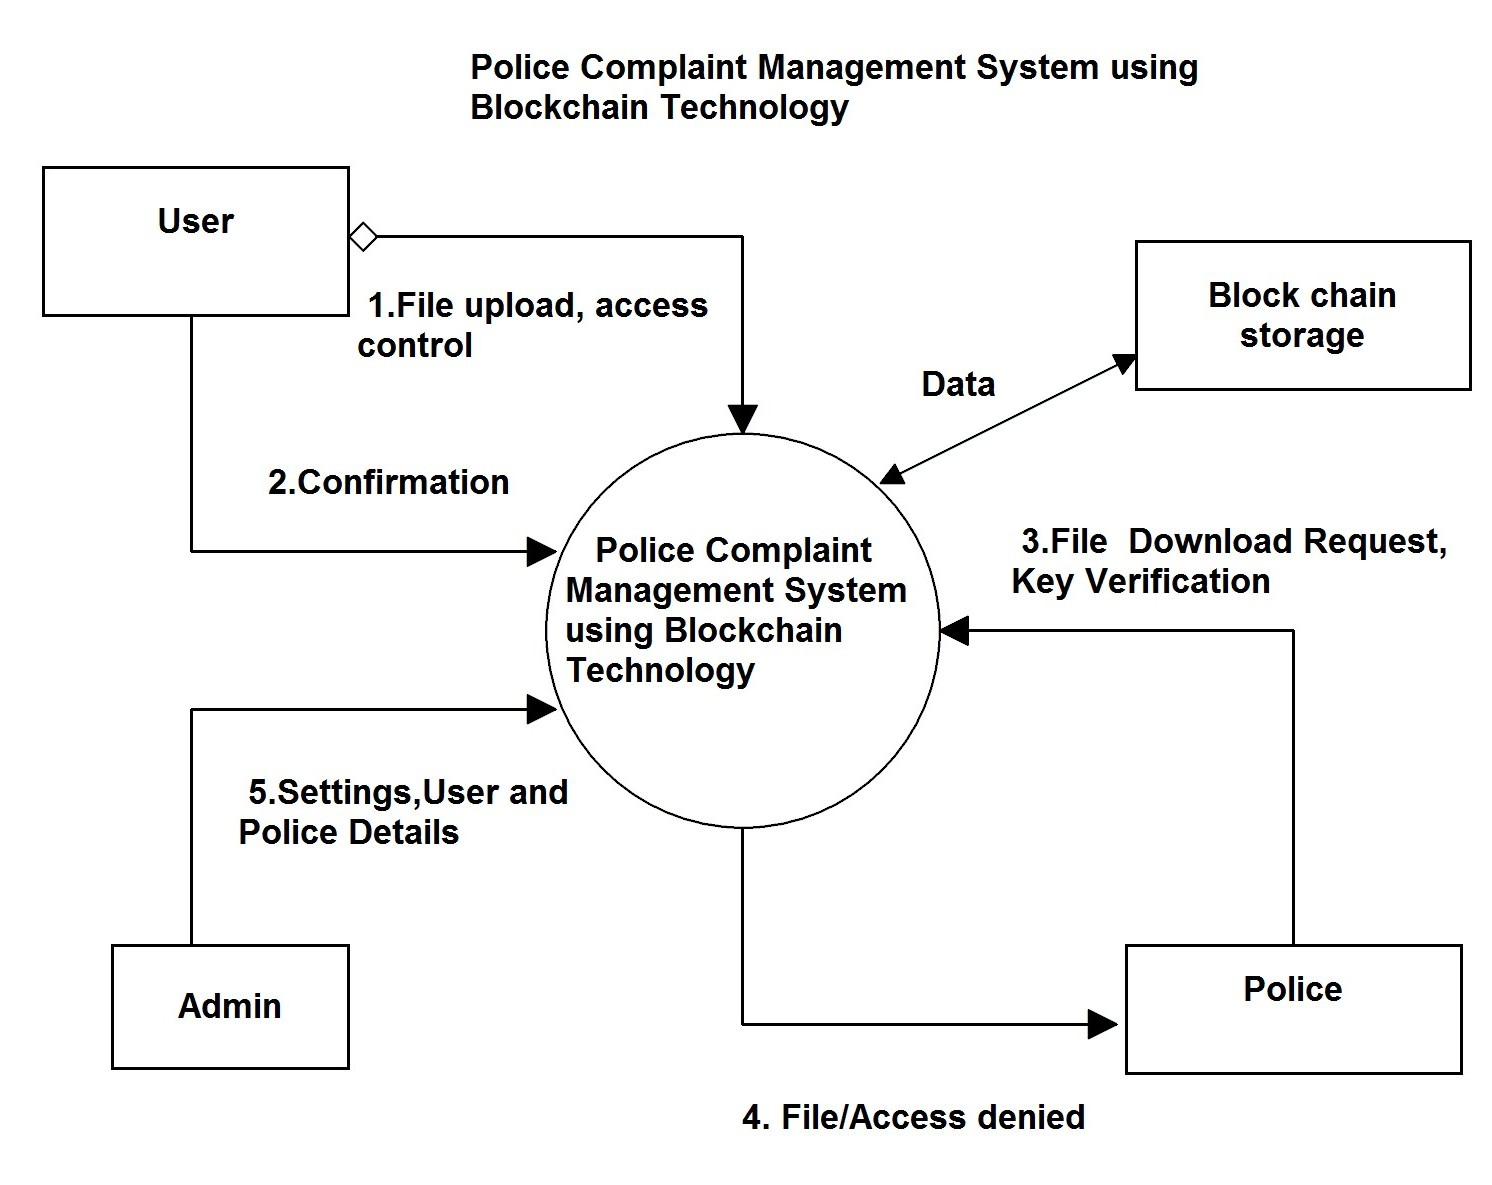 Police Complaint Management System using
Blockchain Technology
User
1.File upload, access
control
Block chain
storage
Data
2.Confirmation
Police Complaint
Management System
using Blockchain
Technology
3.File  Download Request,
Key Verification
5.Settings,User and
Police Details
Admin
Police
4. File/Access denied